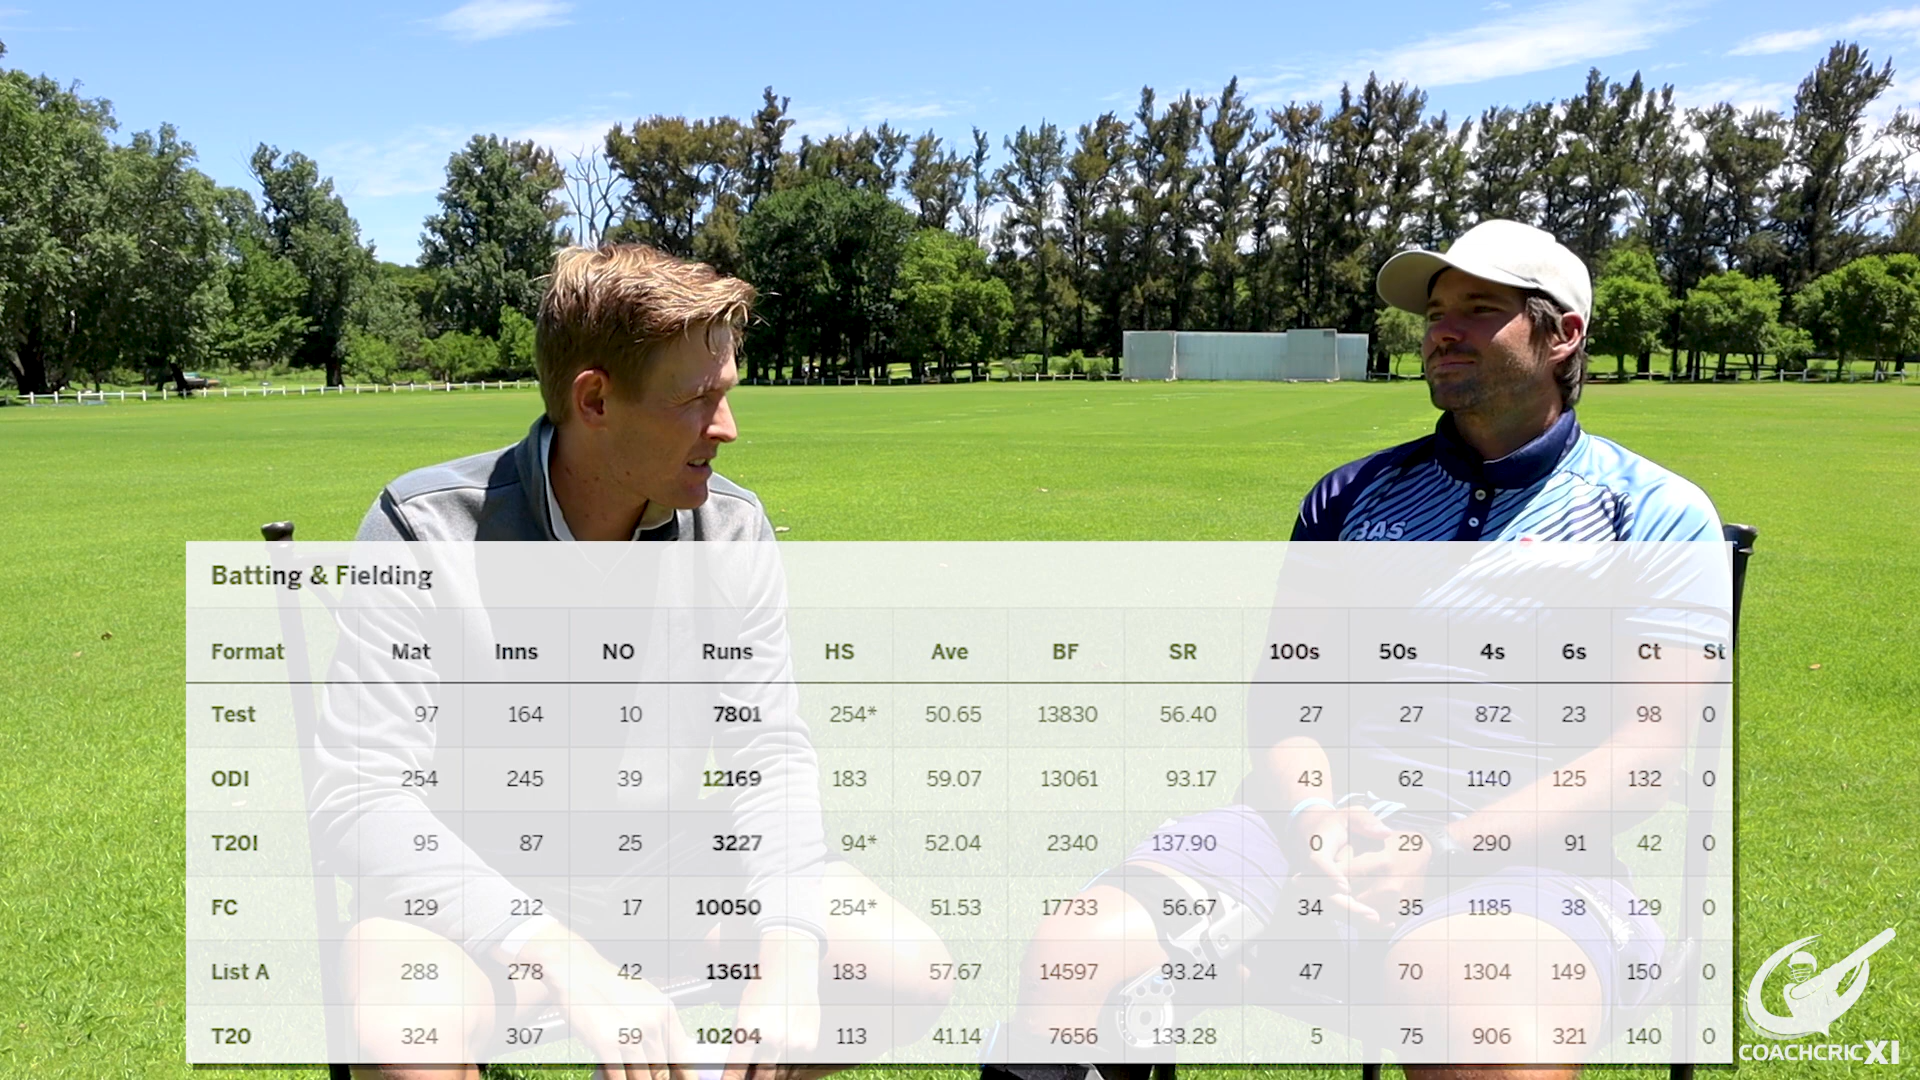 BAS
Batting & Fielding
Format Mat Inns NO Runs HS Ave BF SR 100s 50s 4s 6s Ct St
Test 97 164 10 7801 254* 50.65 13830 56.40 27 27 872 23 98 0
ODI 254 245 39 12169 183 59.07 13061 93.17 43 62 1140 125 132 0
T20I 95 87 25 3227 94* 52.04 2340 137.90 0 29 290 91 42 0
FC 129 212 17 10050 254* 51.53 17733 56.67 34 35 1185 38 129 0
List A 288 278 42 13611 183 57.67 14597 93.24 47 70 1304 149 150 0
T20 324 307 59 10204 113 41.14 7656 133.28 5 75 906 321 140 0
COACHCRICXI